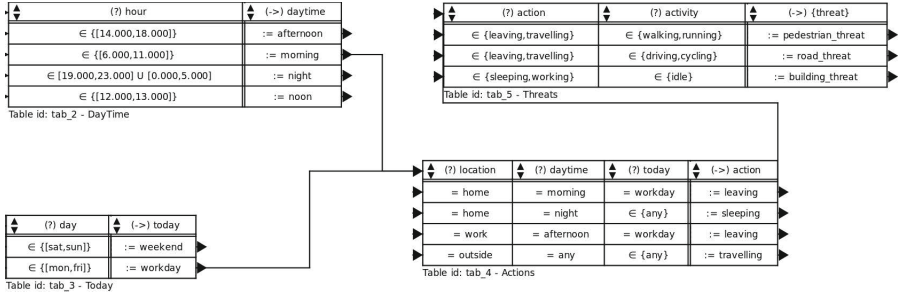 (?) hour (->) daytime
∈ {[14.000,18.000]} := afternoon
∈ {[6.000,11.000]} := morning
∈ [19.000,23.000] U [0.000,5.000] := night
∈ {[12.000,13.000]} := noon
Table id: tab_2 - DayTime
(?) action (?) activity (->) {threat}
∈ {leaving,travelling} ∈ {walking,running} := pedestrian_threat
∈ {leaving,travelling} ∈ {driving,cycling} := road_threat
∈ {sleeping,working} ∈ {idle} := building_threat
Table id: tab_5 - Threats
(?) day (->) today
∈ {[sat,sun]} := weekend
∈ {[mon,fri]} := workday
Table id: tab_3 - Today
(?) location (?) daytime (?) today (->) action
= home = morning = workday := leaving
= home = night ∈ {any} := sleeping
= work = afternoon = workday := leaving
= outside = any ∈ {any} := travelling
Table id: tab_4 - Actions